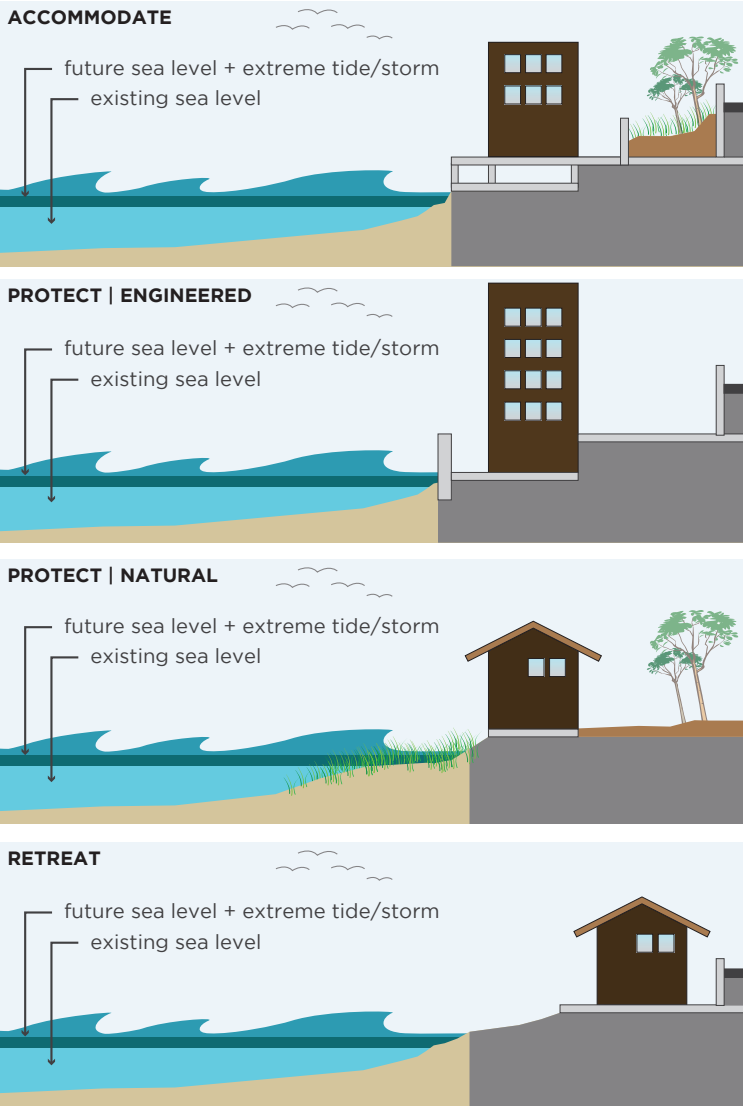 ACCOMMODATE
future sea level + extreme tide/storm
existing sea level
PROTECT | ENGINEERED
future sea level + extreme tide/storm
existing sea level
PROTECT | NATURAL
future sea level + extreme tide/storm
existing sea level
RETREAT
future sea level + extreme tide/storm
existing sea level